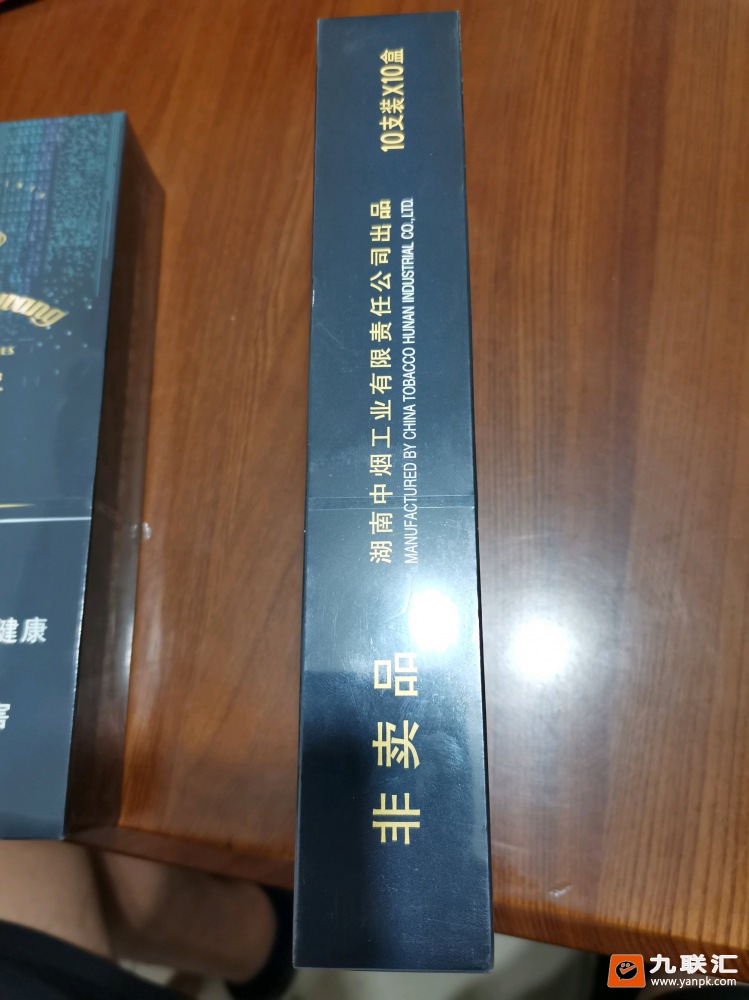 非卖品
湖南中烟工业有限责任公司出品
MANUFACTURED BY CHINA TOBACCO HUNAN INDUSTRIAL CO.,LTD.
10支装X10盒
健康
九联汇
www.yanpk.com